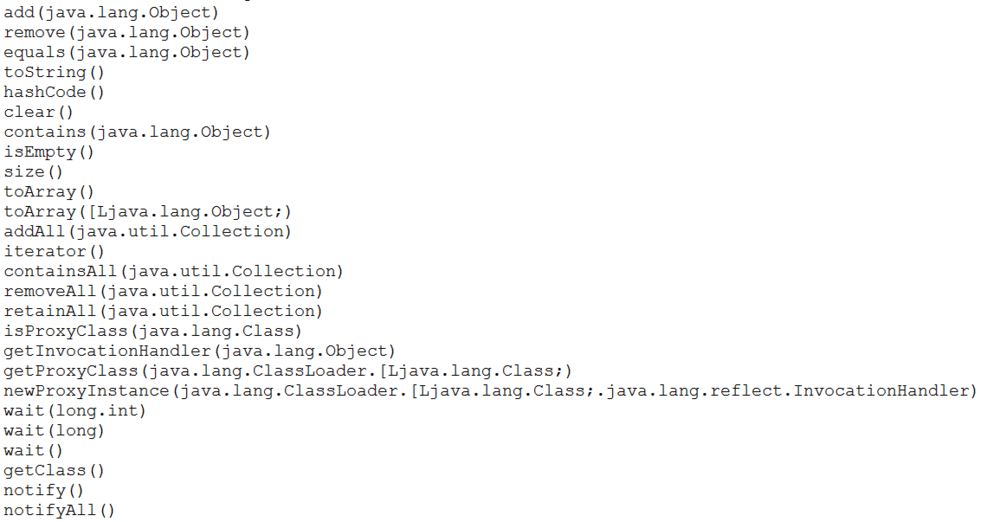 add(java.lang.Object)
remove(java.lang.Object)
equals(java.lang.Object)
toString()
hashCode()
clear()
contains(java.lang.Object)
isEmpty()
size()
toArray()
toArray([Ljava.lang.Object;)
addAll(java.util.Collection)
iterator()
containsAll(java.util.Collection)
removeAll(java.util.Collection)
retainAll(java.util.Collection)
isProxyClass(java.lang.Class)
getInvocationHandler(java.lang.Object)
getProxyClass(java.lang.ClassLoader.[Ljava.lang.Class;)
newProxyInstance(java.lang.ClassLoader.[Ljava.lang.Class;.java.lang.reflect.InvocationHandler)
wait(long.int)
wait(long)
wait()
getClass()
notify()
notifyAll()